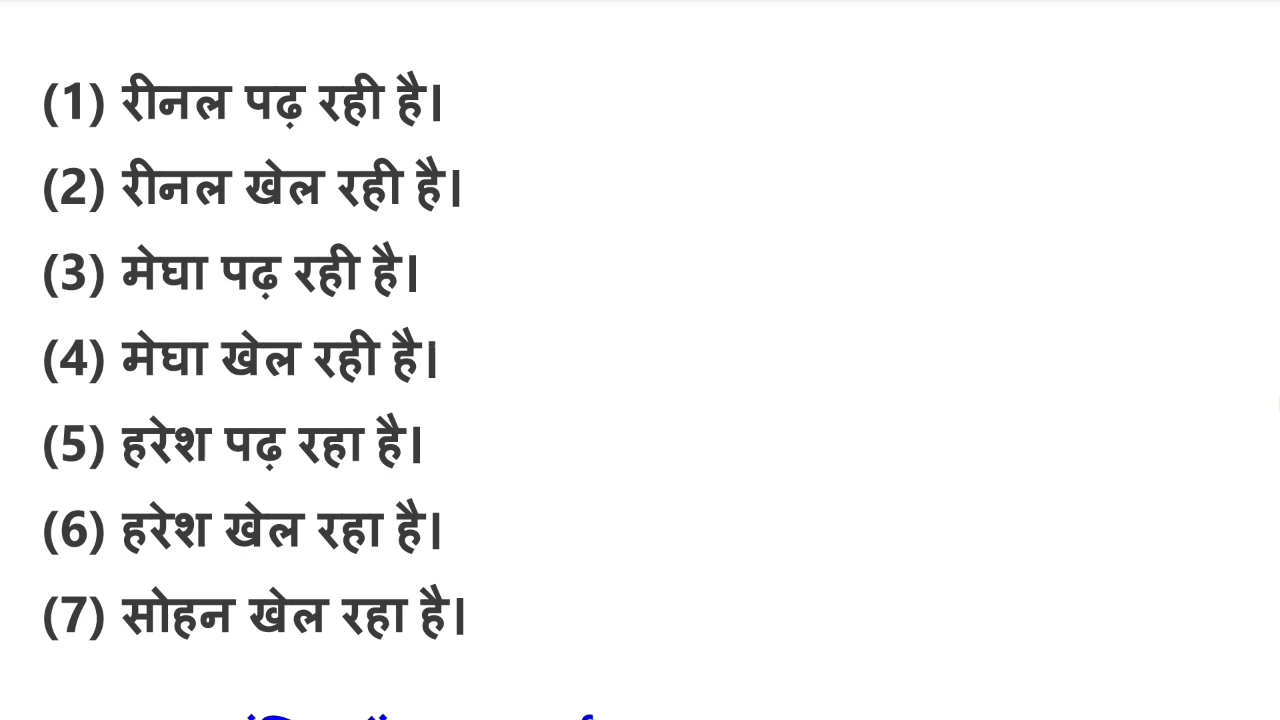 (1) रीनल पढ़ रही है।
(2) रीनल खेल रही है।
(3) मेघा पढ़ रही है।
(4) मेघा खेल रही है।
(5) हरेश पढ़ रहा है।
(6) हरेश खेल रहा है।
(7) सोहन खेल रहा है।